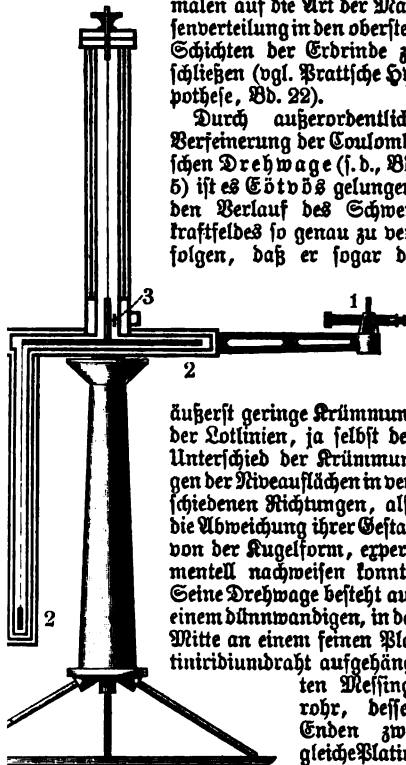 malen auf die Art der Ma
ſenverteilung in den oberſte
Schichten der Erdrinde z
ſchließen (vgl. Prattſche Hy
potheſe, Bd. 22).
Durch außerordentlich
Verfeinerung der Coulomb
ſchen Drehwage (ſ. d., B
5) iſt es Eötvös gelungen
den Verlauf des Schwer
kraftfeldes ſo genau zu ver
folgen, daß er ſogar d
3
1
2
äußerſt geringe Krümmun
der Lotlinien, ja ſelbſt de
Unterſchied der Krümmun
gen der Niveauflächen in ver
ſchiedenen Richtungen, alſ
die Abweichung ihrer Geſta
von der Kugelform, experi
mentell nachweiſen konnt
Seine Drehwage beſteht au
einem dünnwandigen, in de
Mitte an einem feinen Pla
tiniridiumdraht aufgehäng
2
ten Meſſing
rohr, deſſe
Enden zw
gleiche Platin